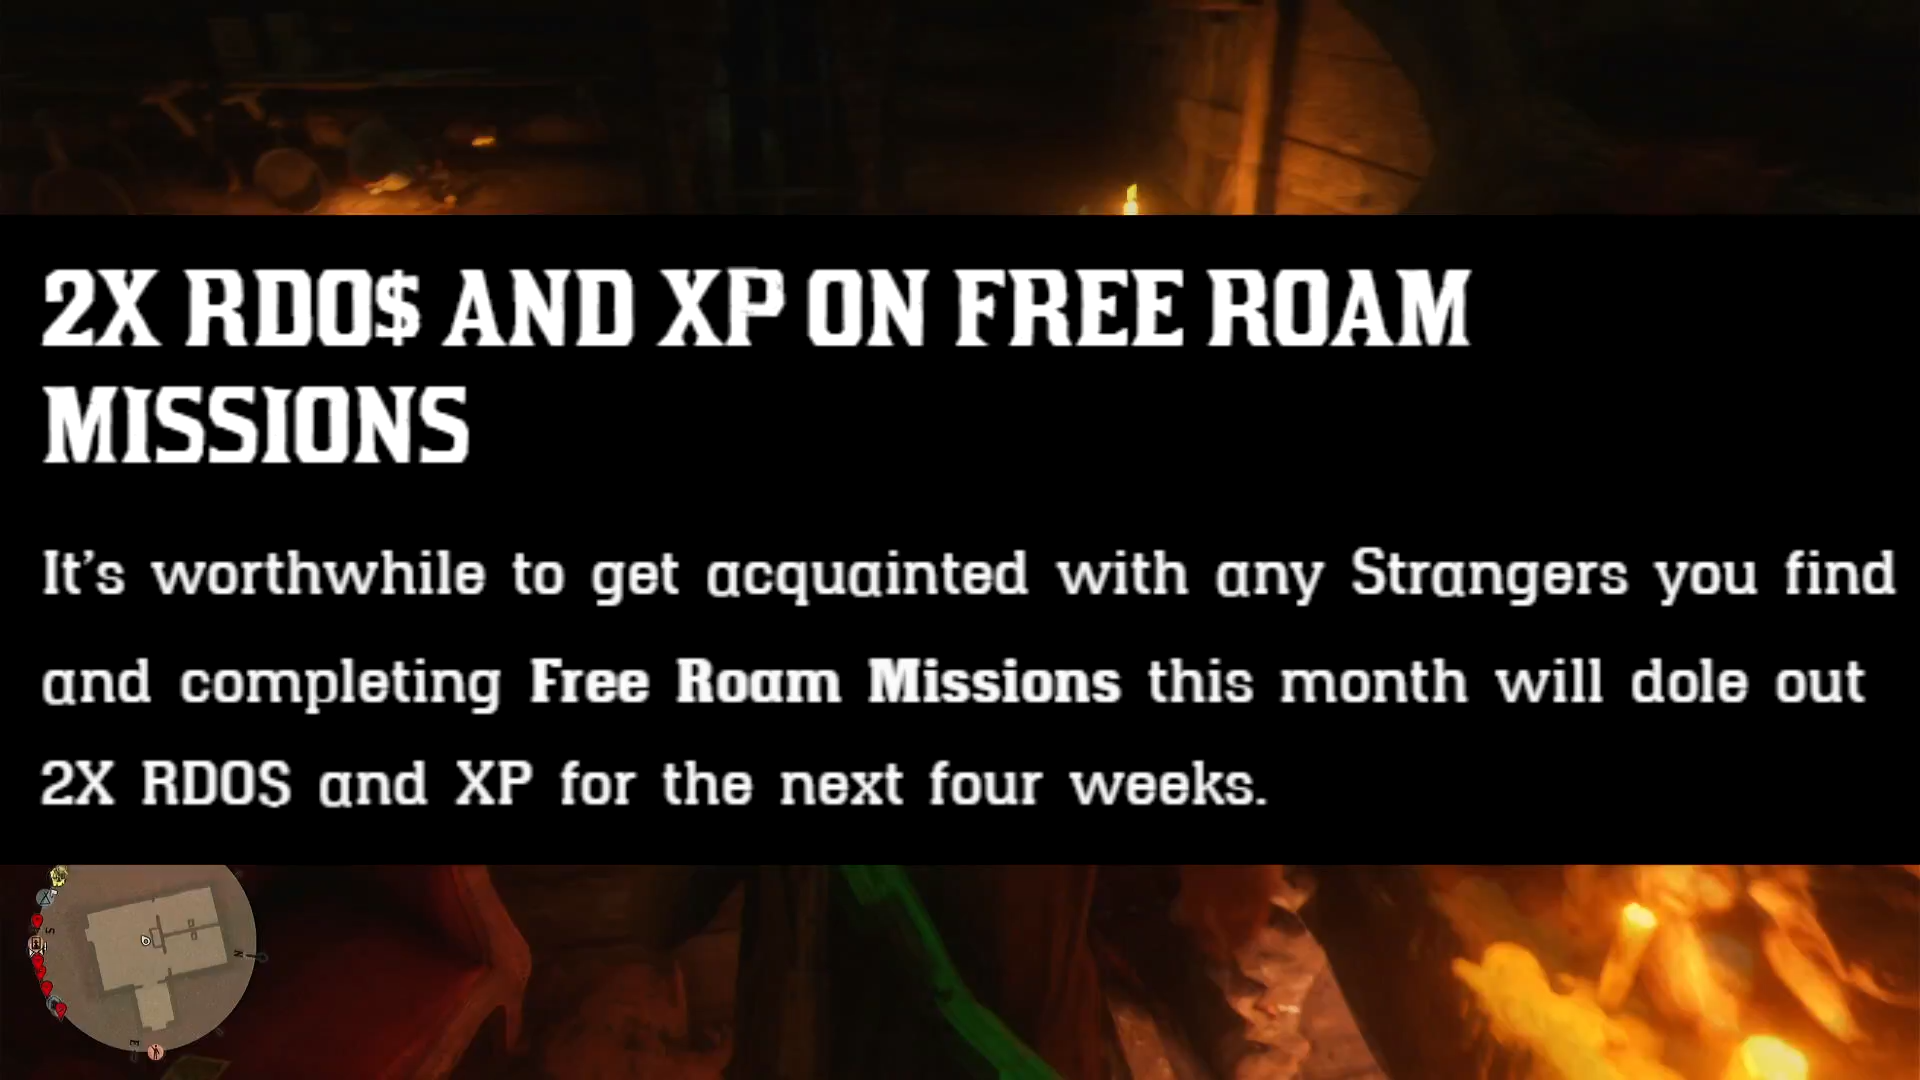 2X RDO$ AND XP ON FREE ROAM
MISSIONS
It's worthwhile to get acquainted with any Strangers you find
and completing Free Roam Missions this month will dole out
2X RDOS and XP for the next four weeks.
S
N
E